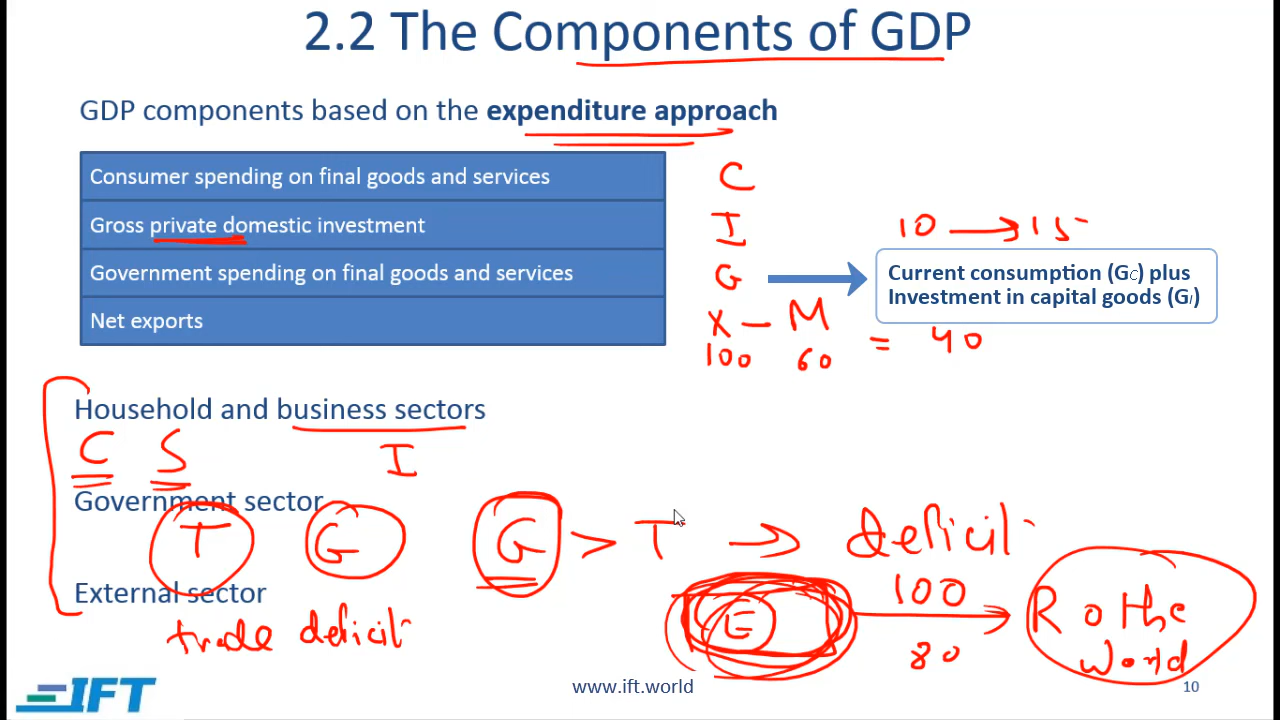 2.2 The Components of GDP
GDP components based on the expenditure approach
Consumer spending on final goods and services C
Gross private domestic investment I 10 → 15
Government spending on final goods and services G
Current consumption (Gc) plus
Investment in capital goods (GI)
Net exports X – M
100 60 = 40
Household and business sectors
C S I
Government sector
T G G > T → deficit
External sector
trade deficit
E 100 R o the
80 World
IFT
www.ift.world
10